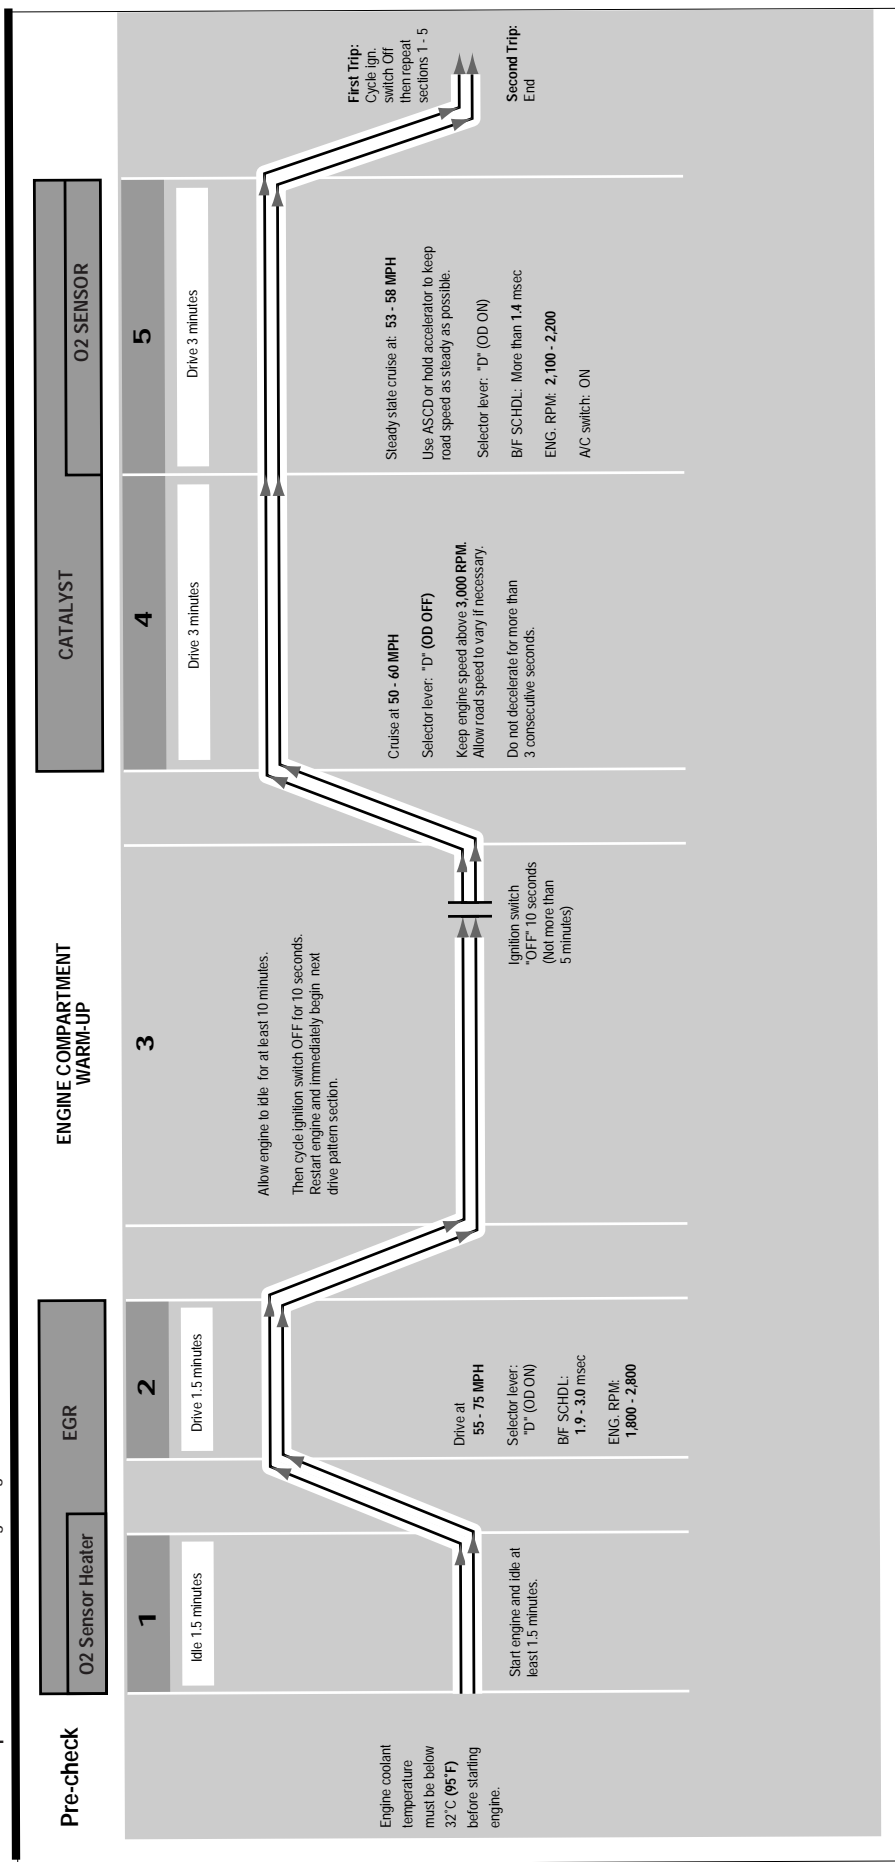 Pre-check
O2 Sensor Heater
EGR
ENGINE COMPARTMENT
WARM-UP
CATALYST
O2 SENSOR
1
2
3
4
5
Idle 1.5 minutes
Drive 1.5 minutes
Drive 3 minutes
Drive 3 minutes
Engine coolant
temperature
must be below
32˚C (95˚F)
before starting
engine.
Start engine and idle at
least 1.5 minutes.
Drive at
55 - 75 MPH
Selector lever:
"D" (OD ON)
B/F SCHDL:
1.9 - 3.0 msec
ENG. RPM:
1,800 - 2,800
Allow engine to idle for at least 10 minutes.
Then cycle ignition switch OFF for 10 seconds.
Restart engine and immediately begin next
drive pattern section.
Ignition switch
"OFF" 10 seconds
(Not more than
5 minutes)
Cruise at 50 - 60 MPH
Selector lever: "D" (OD OFF)
Keep engine speed above 3,000 RPM.
Allow road speed to vary if necessary.
Do not decelerate for more than
3 consecutive seconds.
Steady state cruise at: 53 - 58 MPH
Use ASCD or hold accelerator to keep
road speed as steady as possible.
Selector lever: "D" (OD ON)
B/F SCHDL: More than 1.4 msec
ENG. RPM: 2,100 - 2,200
A/C switch: ON
First Trip:
Cycle ign.
switch Off
then repeat
sections 1 - 5
Second Trip:
End